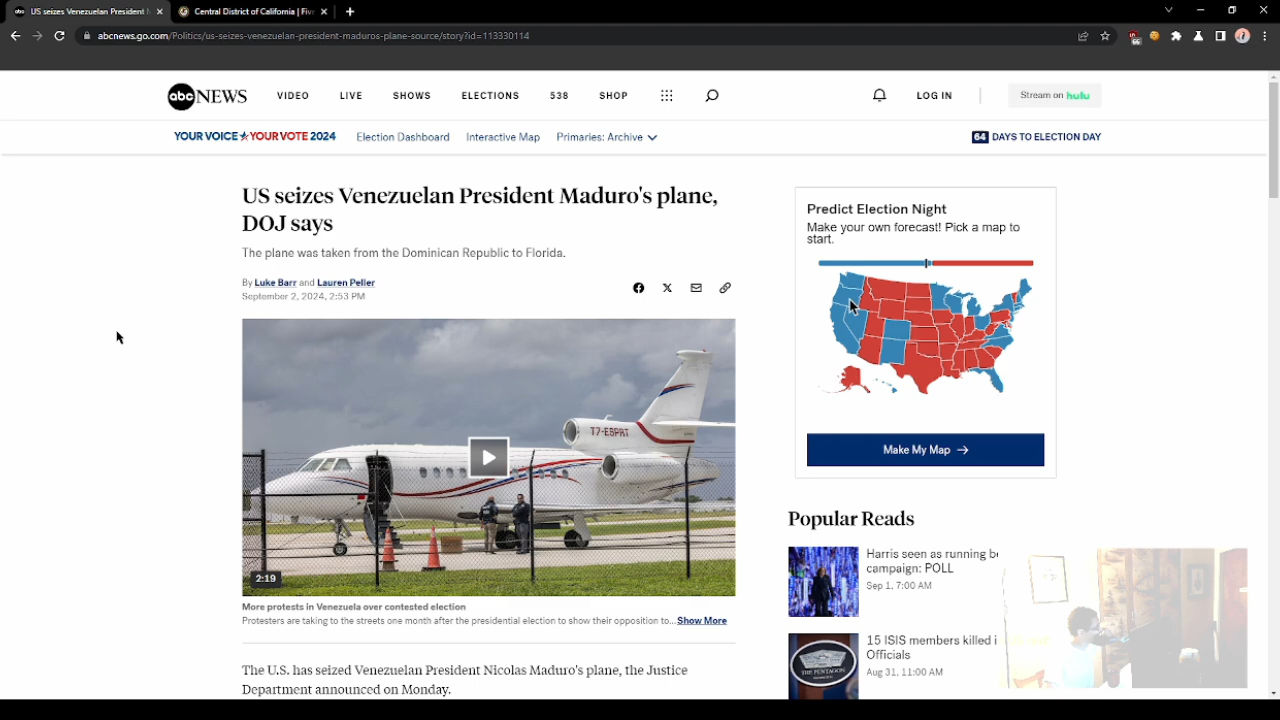 US seizes Venezuelan President M
Central District of California | Five
abcnews.go.com/Politics/us-seizes-venezuelan-president-maduros-plane-source/story?id=113330114
66
abc NEWS
VIDEO
LIVE
SHOWS
ELECTIONS
538
SHOP
LOG IN
Stream on hulu
YOUR VOICE YOUR VOTE 2024
Election Dashboard
Interactive Map
Primaries: Archive
64 DAYS TO ELECTION DAY
US seizes Venezuelan President Maduro's plane,
DOJ says
The plane was taken from the Dominican Republic to Florida.
By Luke Barr and Lauren Peller
September 2, 2024, 2:53 PM
T7-ESPRT
2:19
More protests in Venezuela over contested election
Protesters are taking to the streets one month after the presidential election to show their opposition to... Show More
The U.S. has seized Venezuelan President Nicolas Maduro's plane, the Justice
Department announced on Monday.
Predict Election Night
Make your own forecast! Pick a map to
start.
Make My Map →
Popular Reads
Harris seen as running
campaign: POLL
Sep 1, 7:00 AM
15 ISIS members killed i
Officials
Aug 31, 11:00 AM
THE PENTAGON